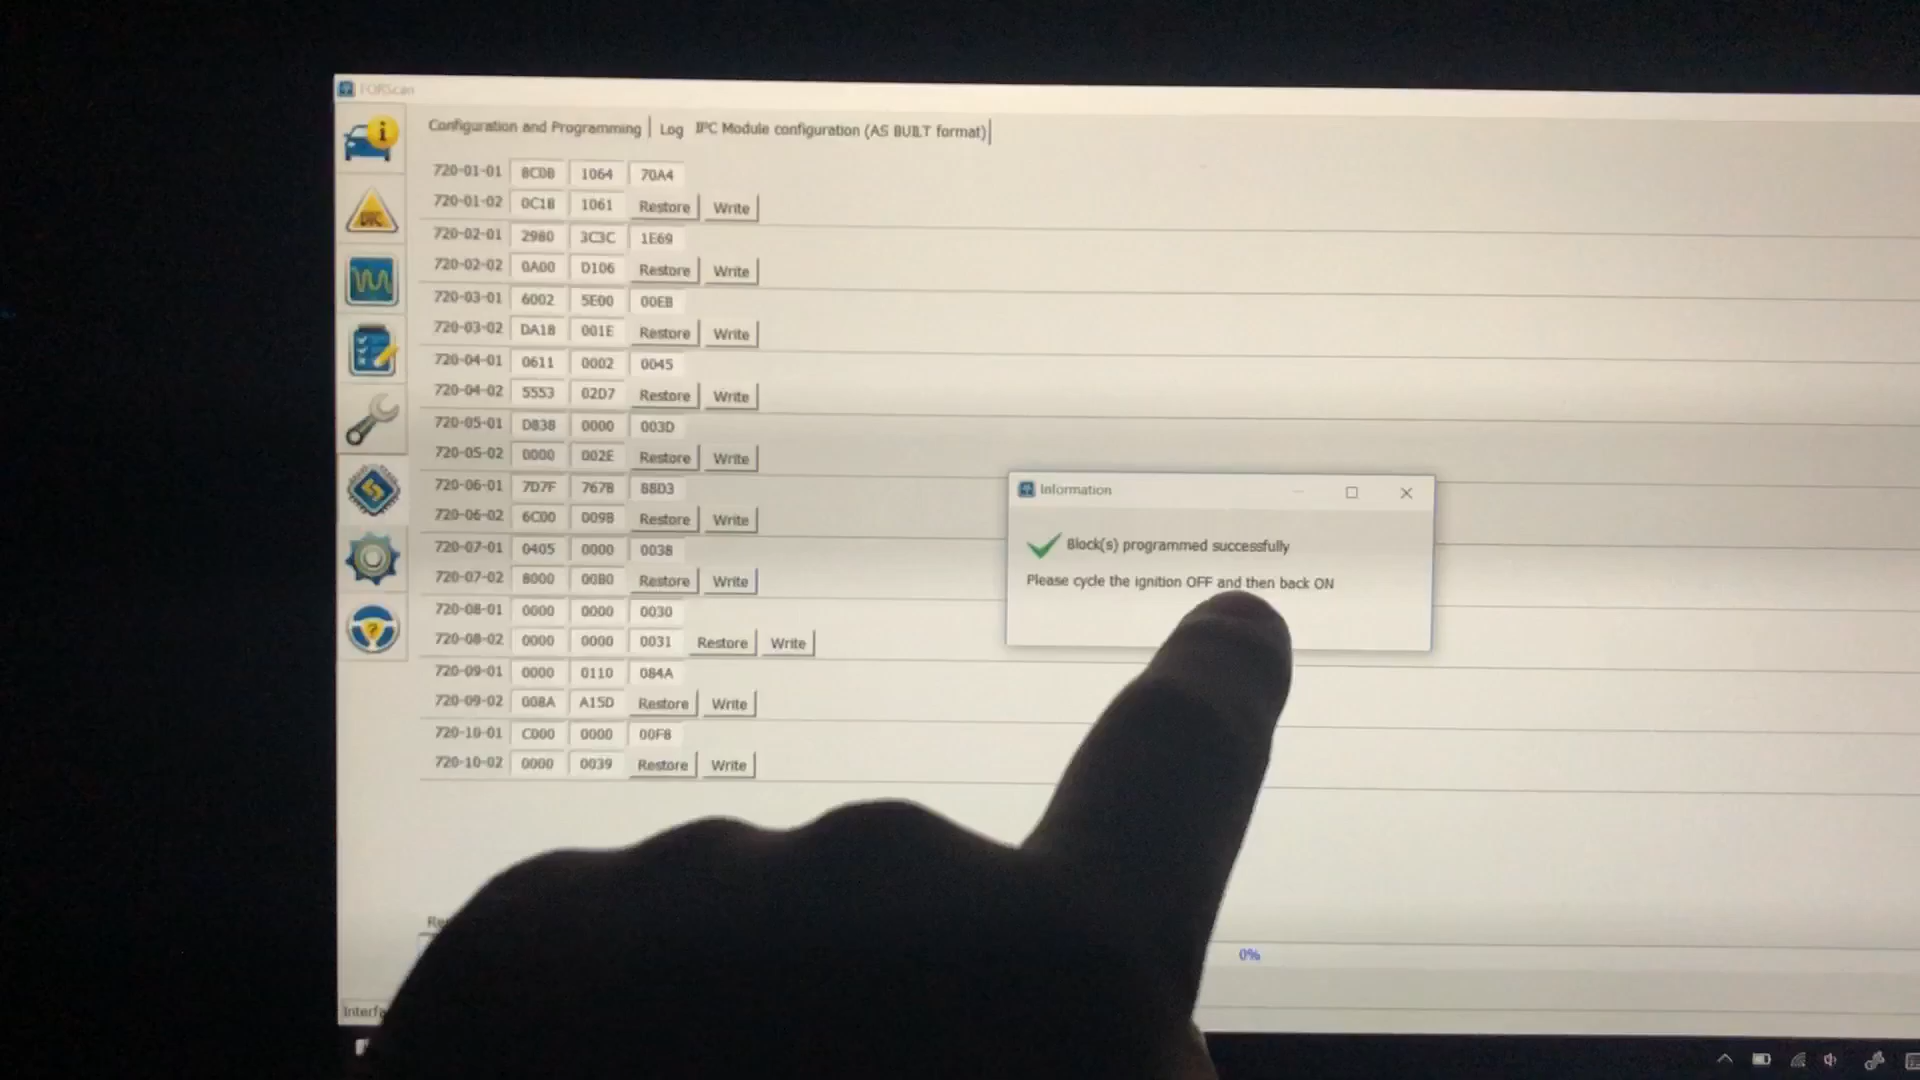 FORScan
Configuration and Programming Log IPC Module configuration (AS BUILT format)
720-01-01 8CDB 1064 70A4
720-01-02 0C1B 1061 Restore Write
720-02-01 2980 3C3C 1E69
720-02-02 0A00 D106 Restore Write
720-03-01 6002 5E00 00EB
720-03-02 DA18 001E Restore Write
720-04-01 0611 0002 0045
720-04-02 5553 02D7 Restore Write
720-05-01 D838 0000 003D
720-05-02 0000 002E Restore Write
720-06-01 7D7F 767B 88D3
720-06-02 6C00 009B Restore Write
720-07-01 0405 0000 0038
720-07-02 8000 00B0 Restore Write
720-08-01 0000 0000 0030
720-08-02 0000 0000 0031 Restore Write
720-09-01 0000 0110 084A
720-09-02 008A A15D Restore Write
720-10-01 C000 0000 00F8
720-10-02 0000 0039 Restore Write
DTC
Information
Block(s) programmed successfully
Please cycle the ignition OFF and then back ON
0%